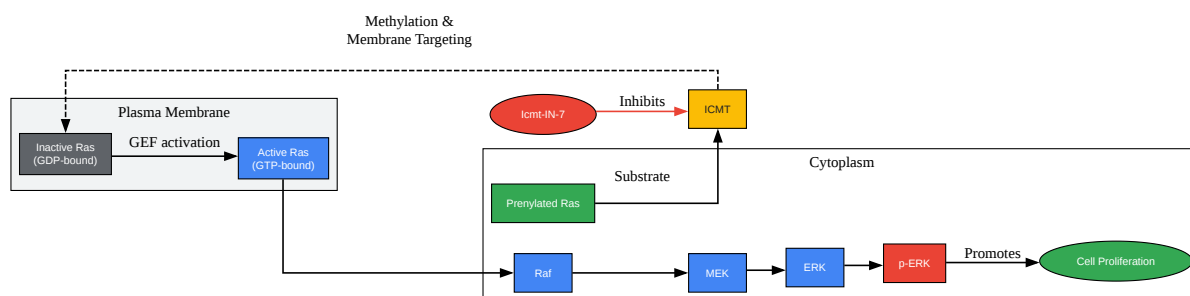 Methylation &
Membrane Targeting
Plasma Membrane
Inactive Ras
(GDP-bound)
GEF activation
Active Ras
(GTP-bound)
Icmt-IN-7
Inhibits
ICMT
Cytoplasm
Substrate
Prenylated Ras
Raf
MEK
ERK
p-ERK
Promotes
Cell Proliferation